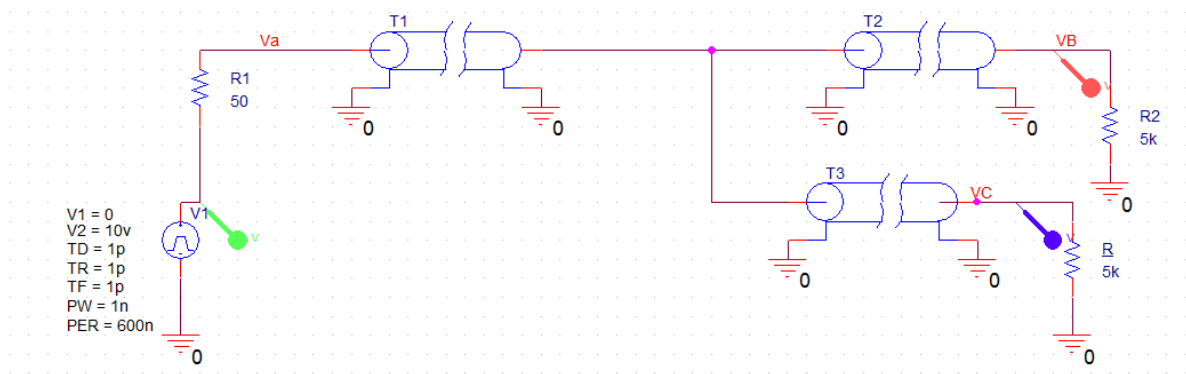 T1
T2
Va
VB
R1
50
0
0
0
0
R2
5k
0
T3
V1
V
VC
V
V
V1 = 0
V2 = 10v
TD = 1p
TR = 1p
TF = 1p
PW = 1n
PER = 600n
R
5k
0
0
0
0